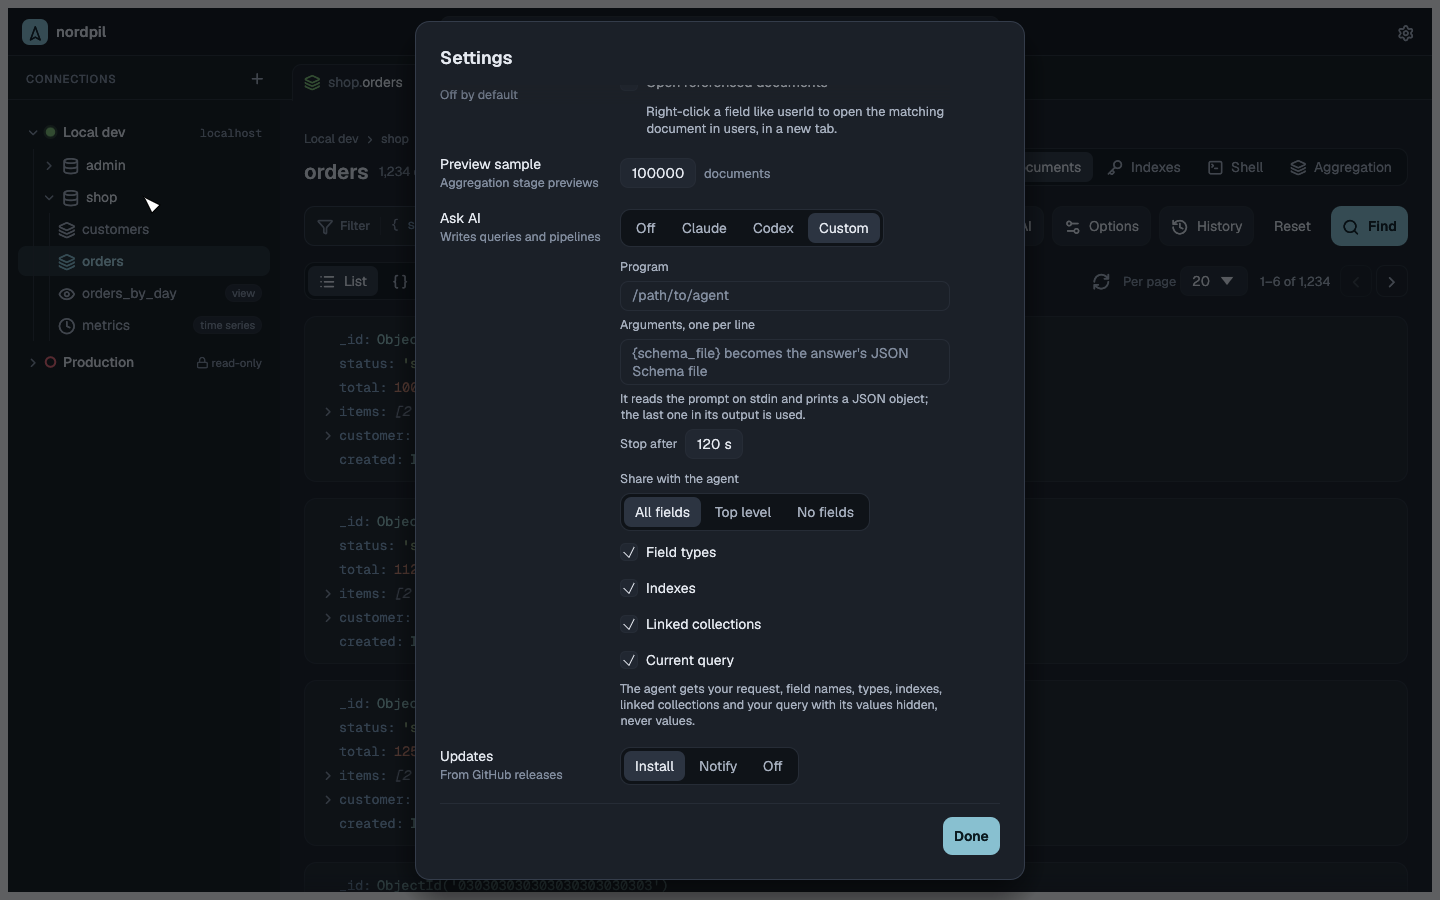 nordpil
CONNECTIONS
Local dev
localhost
admin
shop
customers
orders
orders_by_day
view
metrics
time series
Production
read-only
shop.orders
Local dev > shop
orders 1,234
Filter
Indexes
Shell
Aggregation
Options
History
Reset
Find
List
{ }
Per page
20
1–6 of 1,234
_id: Objec
status: 's
total: 100
items: [2
customer:
created:
_id: Objec
status: 's
total: 112
items: [2
customer:
created:
_id: Objec
status: 's
total: 125
items: [2
customer:
created:
_id: ObjectId('030303030303030303030303')
Settings
Off by default
Open referenced documents
Right-click a field like userId to open the matching
document in users, in a new tab.
Preview sample
Aggregation stage previews
100000 documents
Ask AI
Writes queries and pipelines
Off Claude Codex Custom
Program
/path/to/agent
Arguments, one per line
{schema_file} becomes the answer's JSON
Schema file
It reads the prompt on stdin and prints a JSON object;
the last one in its output is used.
Stop after 120 s
Share with the agent
All fields Top level No fields
Field types
Indexes
Linked collections
Current query
The agent gets your request, field names, types, indexes,
linked collections and your query with its values hidden,
never values.
Updates
From GitHub releases
Install Notify Off
Done